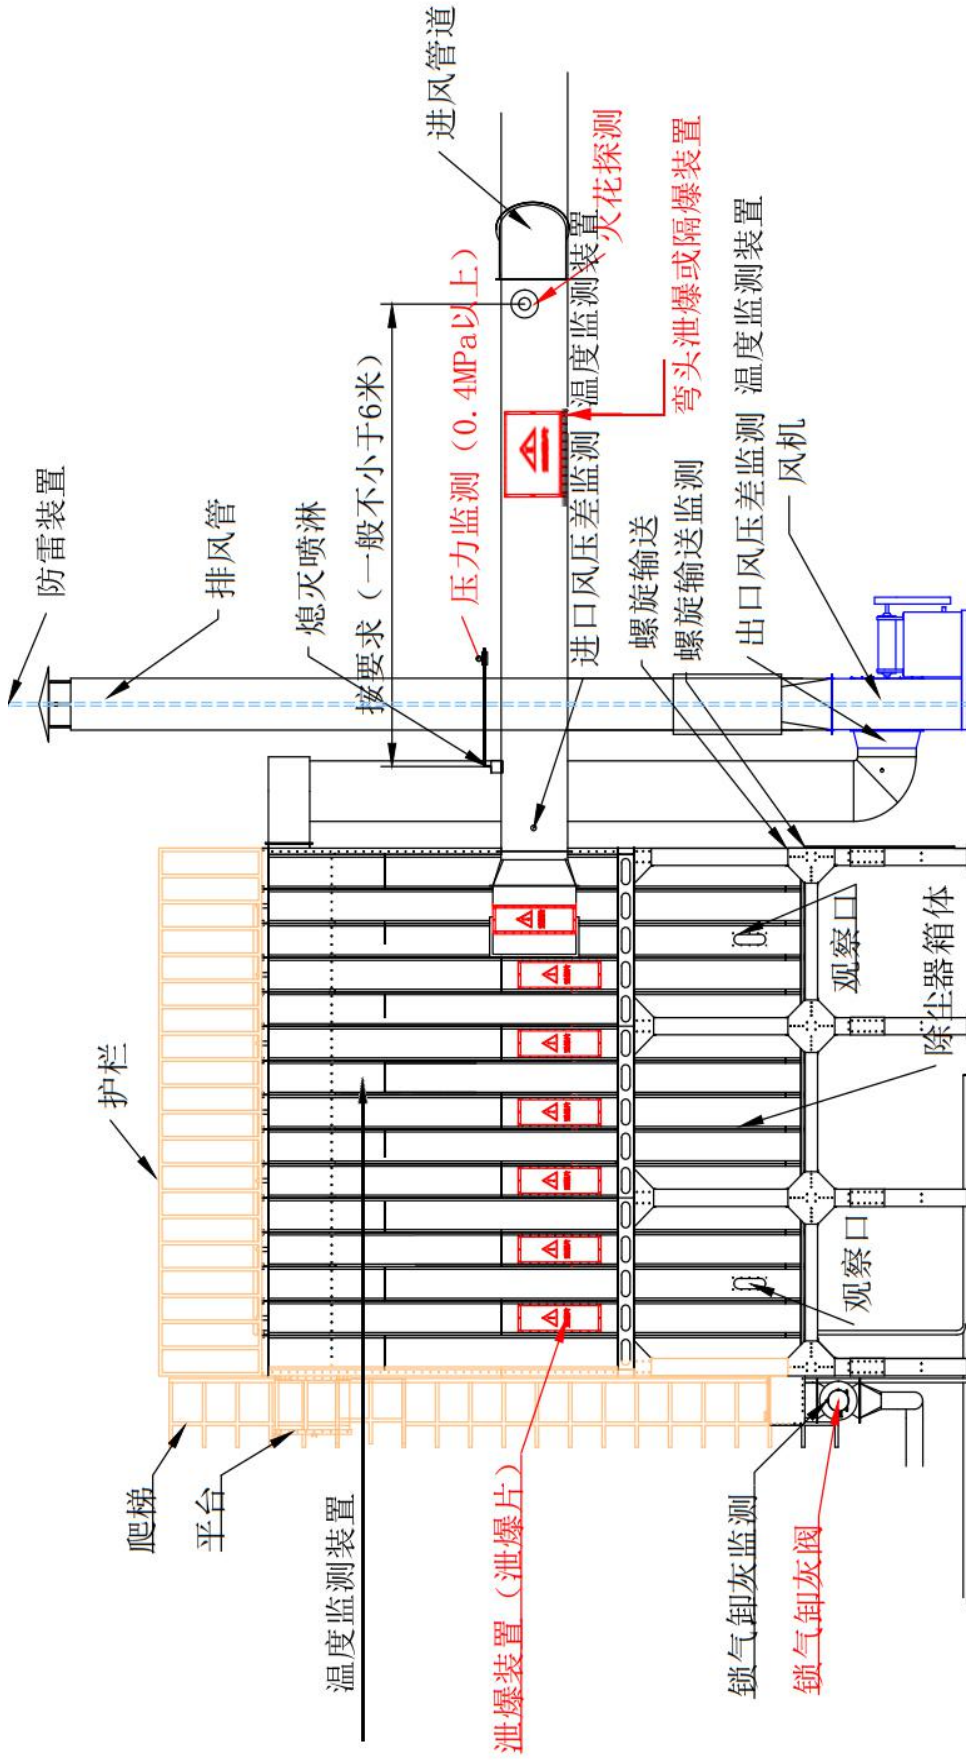 防雷装置
排风管
熄灭喷淋
按要求（一般不小于6米）
压力监测（0.4MPa以上）
进风管道
火花探测
温度监测装置
进口风压差监测
弯头泄爆或隔爆装置
螺旋输送
螺旋输送监测
出口风压差监测
温度监测装置
风机
护栏
爬梯
平台
温度监测装置
泄爆装置（泄爆片）
观察口
观察口
除尘器箱体
锁气卸灰监测
锁气卸灰阀